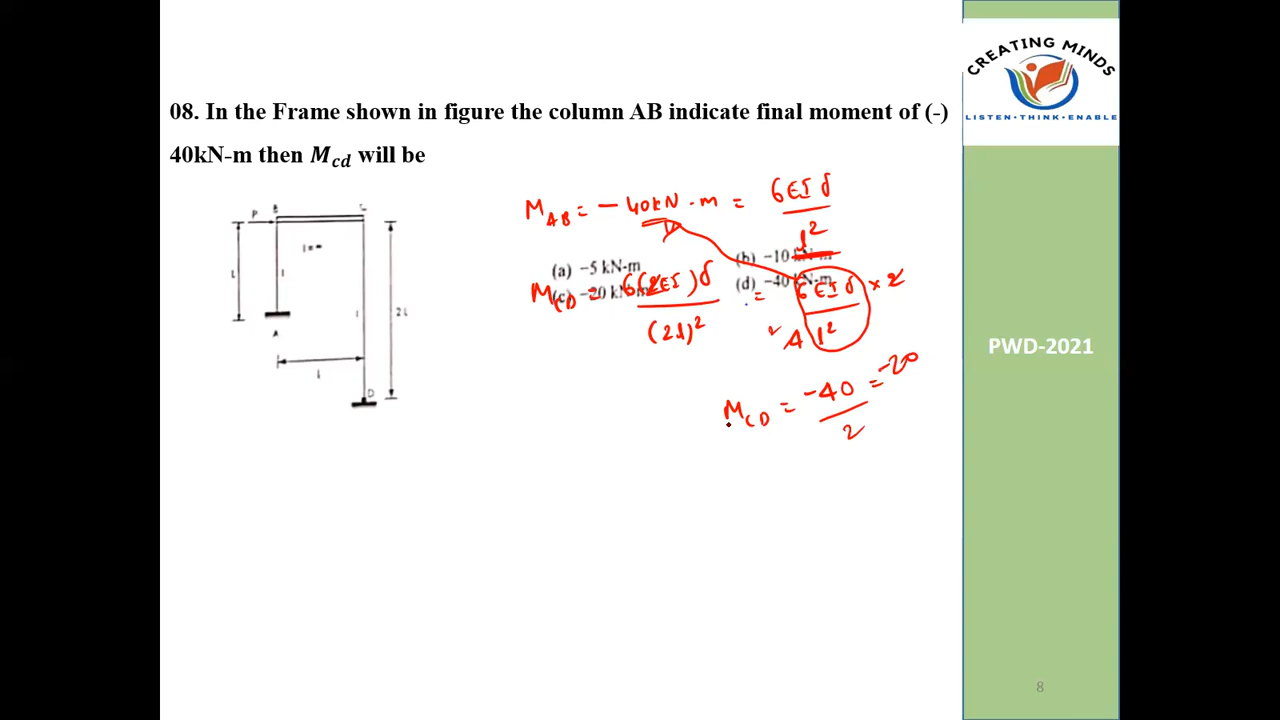 CREATING MINDS
LISTEN•THINK•ENABLE
08. In the Frame shown in figure the column AB indicate final moment of (-)
40kN-m then M_cd will be
P B C
L I I = ∞ I 2L
A
l
D
M_AB = - 40kN - m = 6EIδ / l²
(a) −5 kN-m (b) −10 kN-m
(c) −20 kN-m (d) −40 kN-m
M_CD = 6(2EI)δ / (2l)² = 6EIδ / 4l² × 2
2
M_CD = -40 / 2 = -20
PWD-2021
8